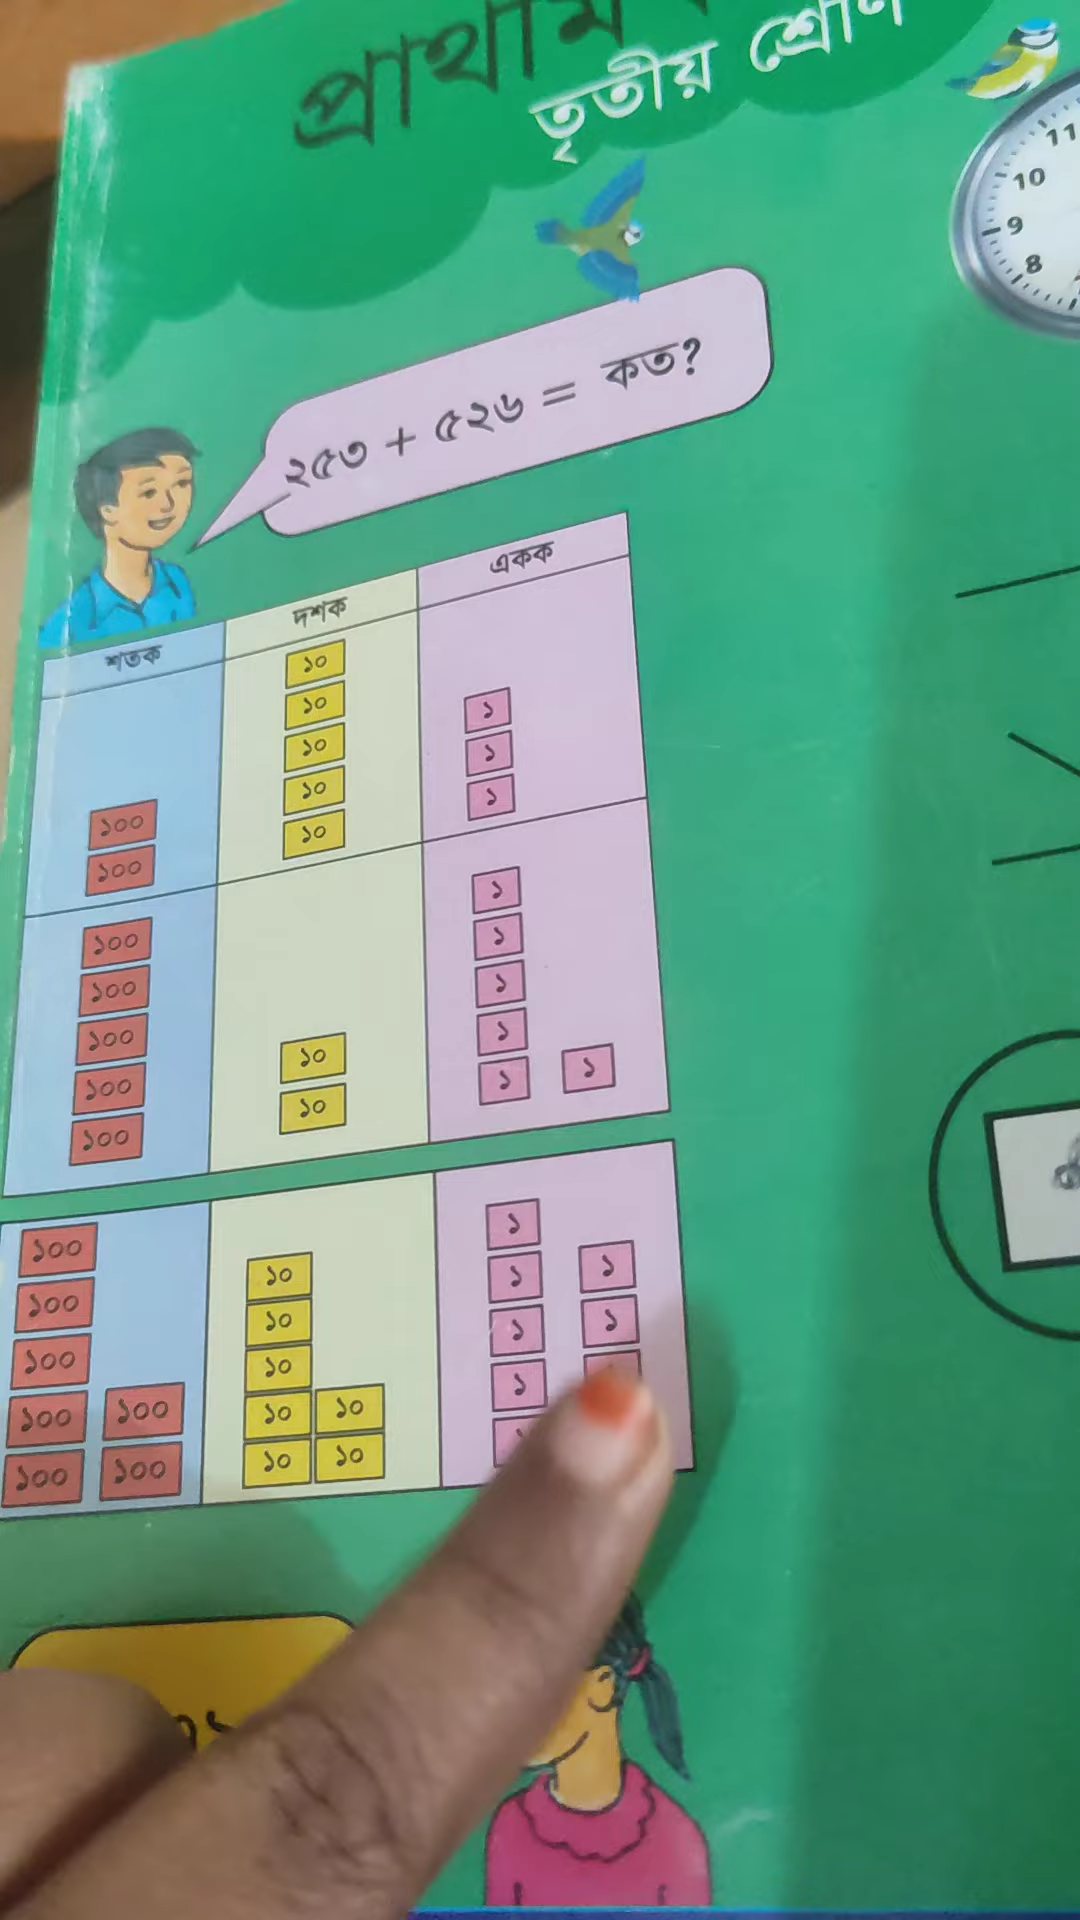 তৃতীয় শ্রেণি
11
10
9
8
২৫৩ + ৫২৬ = কত?
শতক দশক একক
১০
১০ ১
১০ ১
১০০ ১০ ১
১০০ ১০
১০০ ১
১০০ ১
১০০ ১
১০০ ১০ ১
১০০ ১০ ১ ১
১০০ ১০ ১
১০০ ১০ ১ ১
১০০ ১০ ১ ১
১০০ ১০০ ১০ ১০ ১
১০০ ১০০ ১০ ১০